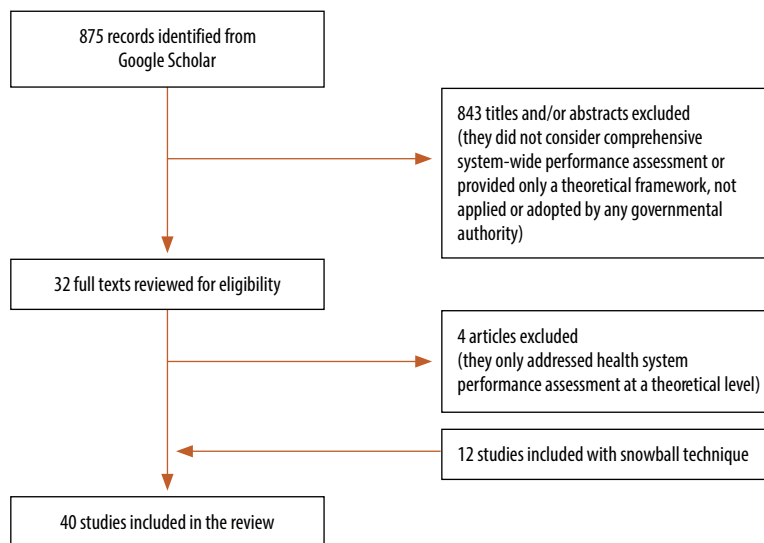 875 records identified from
Google Scholar
843 titles and/or abstracts excluded
(they did not consider comprehensive
system-wide performance assessment or
provided only a theoretical framework, not
applied or adopted by any governmental
authority)
32 full texts reviewed for eligibility
4 articles excluded
(they only addressed health system
performance assessment at a theoretical level)
12 studies included with snowball technique
40 studies included in the review